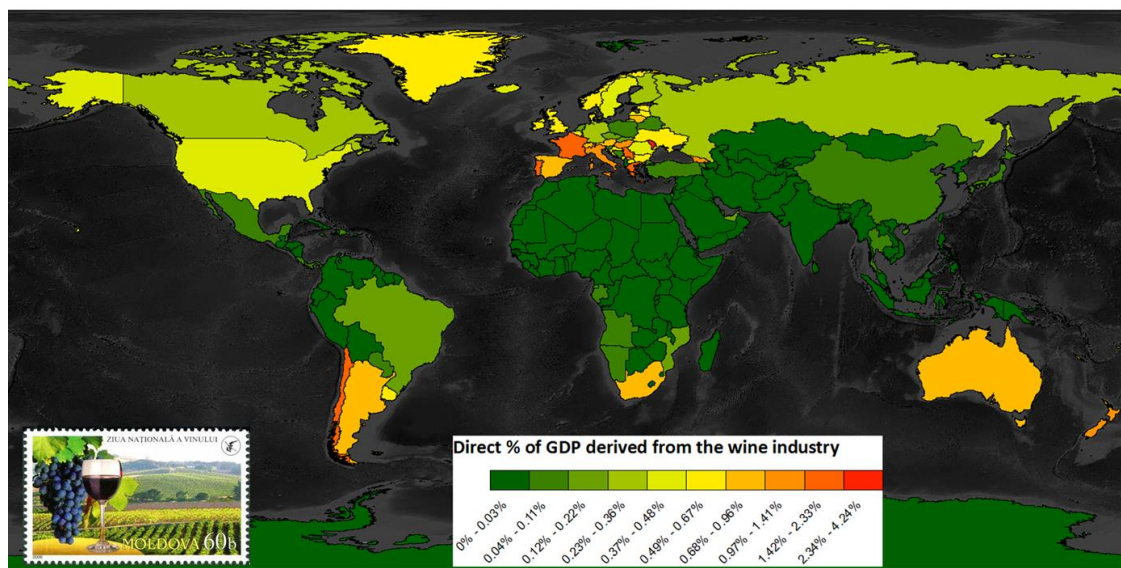 ZIUA NAȚIONALĂ A VINULUI
MOLDOVA 60b
Direct % of GDP derived from the wine industry
0% - 0.03%
0.04% - 0.11%
0.12% - 0.22%
0.23% - 0.36%
0.37% - 0.48%
0.49% - 0.67%
0.68% - 0.96%
0.97% - 1.41%
1.42% - 2.33%
2.34% - 4.24%